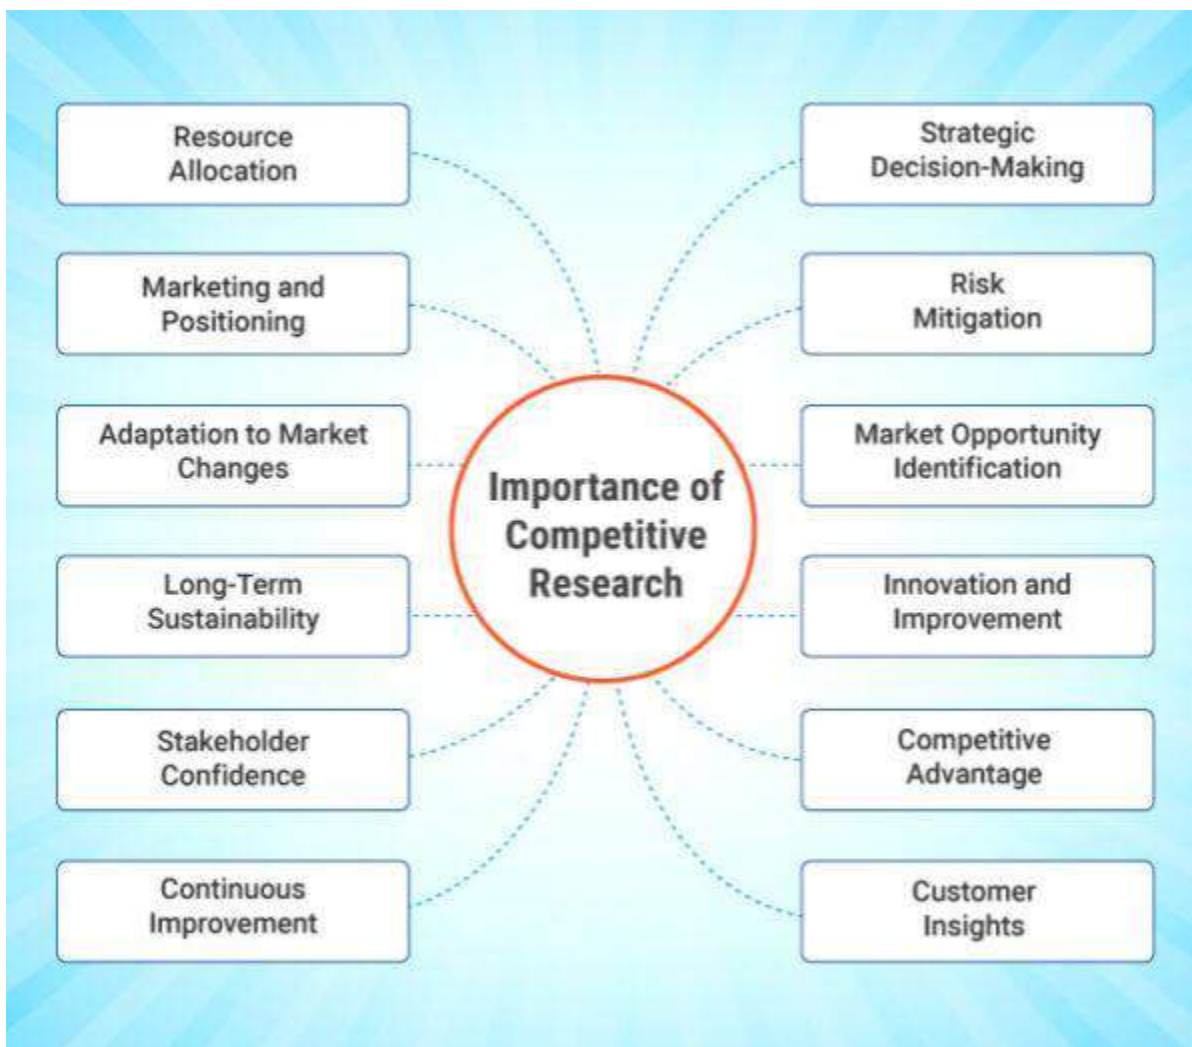 Resource
Allocation
Marketing and
Positioning
Adaptation to Market
Changes
Long-Term
Sustainability
Stakeholder
Confidence
Continuous
Improvement
Importance of
Competitive
Research
Strategic
Decision-Making
Risk
Mitigation
Market Opportunity
Identification
Innovation and
Improvement
Competitive
Advantage
Customer
Insights